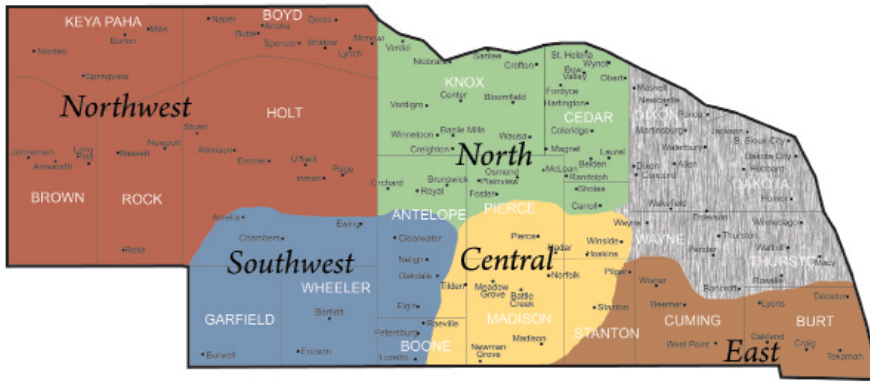 KEYA PAHA
BOYD
Naper
Gross
Anoka
Butte
Mills
Burton
Norden
Spencer
Bristow
Monowi
Lynch
Verdel
Niobrara
Santee
Crofton
St. Helena
Wynot
Bow Valley
Obert
Fordyce
Hartington
Maskell
Newcastle
Springview
KNOX
Center
Bloomfield
Verdigre
CEDAR
DIXON
Ponca
Martinsburg
Jackson
S. Sioux City
Northwest
HOLT
Stuart
Newport
Bassett
Long Pine
Johnstown
Ainsworth
Atkinson
Emmet
O'Neill
Inman
Page
Winnetoon
Bazile Mills
Creighton
Wausa
Coleridge
Magnet
Laurel
Belden
Waterbury
Allen
Dixon
Concord
Dakota City
Hubbard
North
DAKOTA
Homer
BROWN
ROCK
Orchard
Brunswick
Royal
Osmond
Plainview
Foster
McLean
Randolph
Sholes
Carroll
Wakefield
Emerson
Winnebago
Amelia
Ewing
ANTELOPE
PIERCE
Wayne
WAYNE
Thurston
Walthill
Pender
THURSTON
Macy
Rosalie
Rose
Chambers
Clearwater
Neligh
Oakdale
Pierce
Hadar
Winside
Hoskins
Southwest
Central
WHEELER
Bartlett
Elgin
Tilden
Meadow Grove
Battle Creek
Norfolk
Pilger
Wisner
Bancroft
Lyons
Decatur
GARFIELD
Petersburg
Raeville
MADISON
Stanton
Beemer
STANTON
CUMING
BURT
Burwell
Ericson
BOONE
Loretto
Newman Grove
Madison
West Point
Oakland
Craig
Tekamah
East